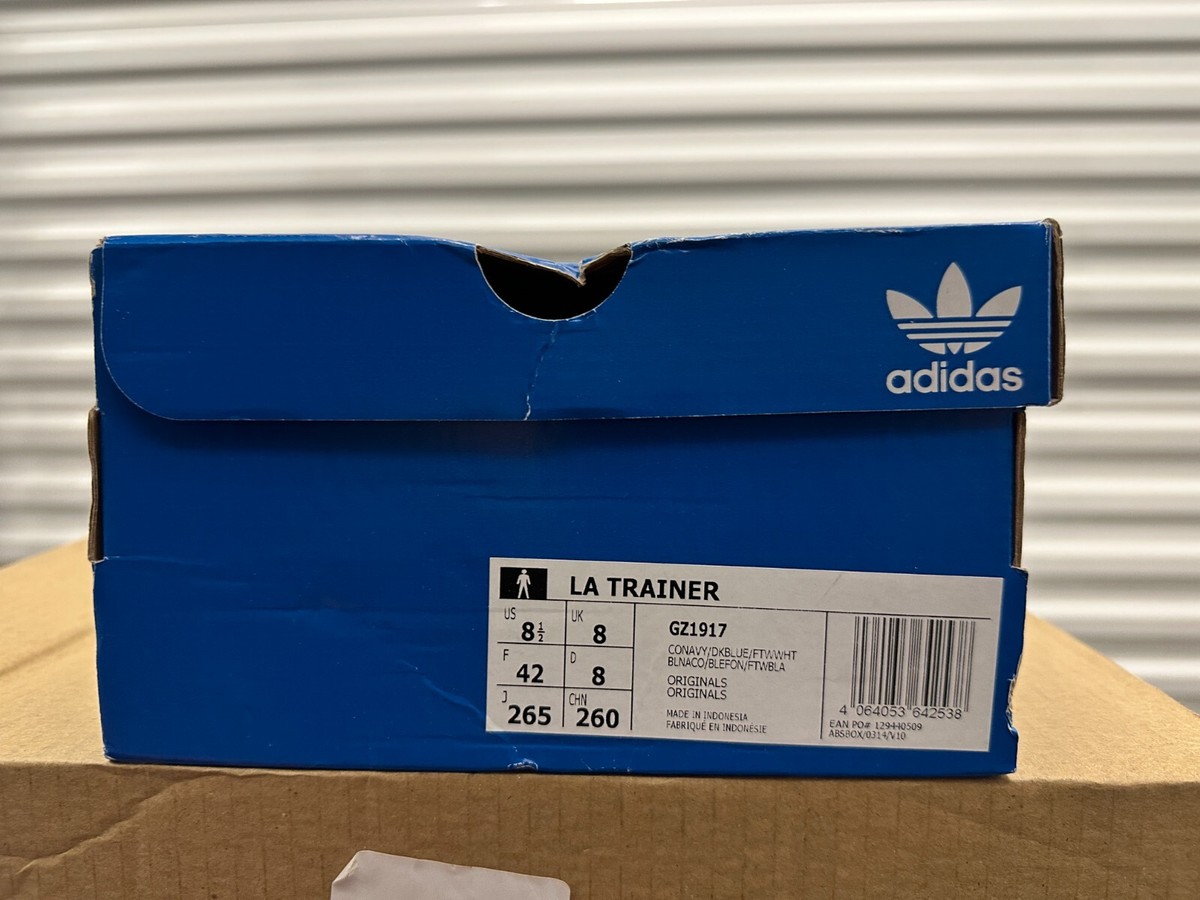 adidas
LA TRAINER
US 8½ UK 8
F 42 D 8
J 265 CHN 260
GZ1917
CONAVY/DKBLUE/FTWWHT
BLNACO/BLEFON/FTWBLA
ORIGINALS
ORIGINALS
MADE IN INDONESIA
FABRIQUÉ EN INDONÉSIE
4 064053 642538
EAN PO# 129440509
ABSBOX/0314/V10